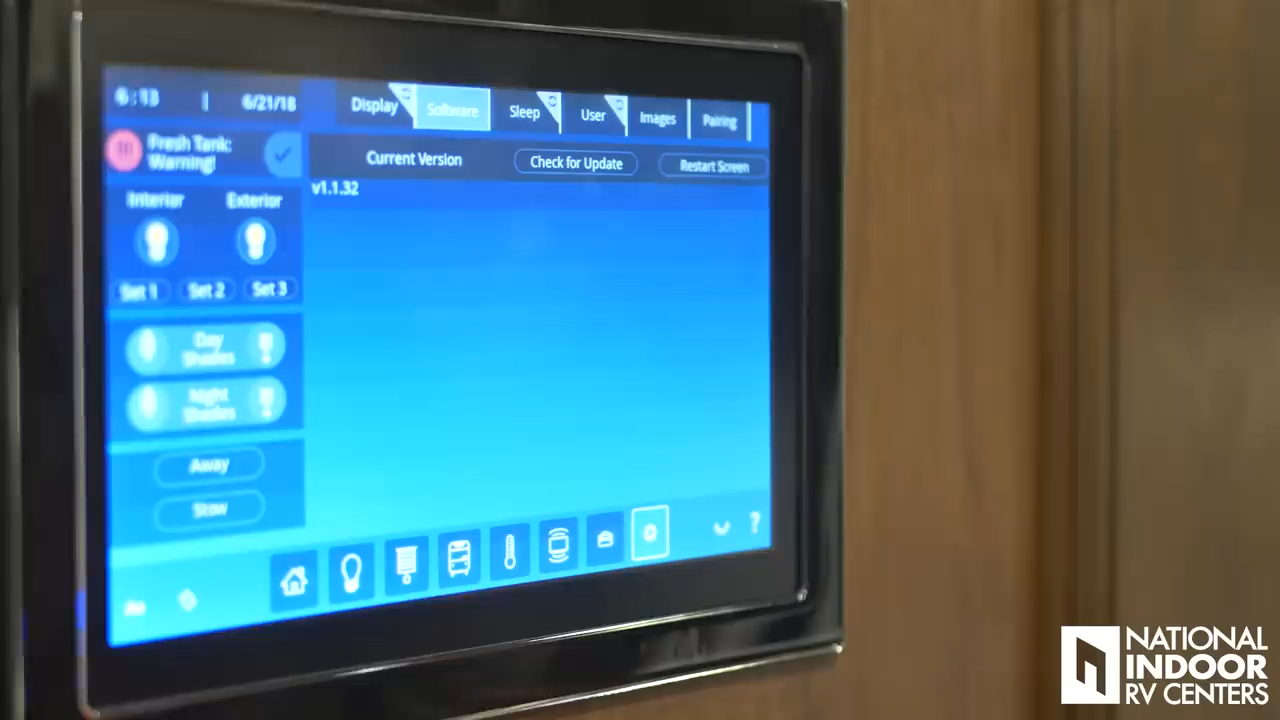 6:13 | 6/21/18
Display Software Sleep User Images Pairing
Fresh Tank:
Warning!
Current Version Check for Update Restart Screen
v1.1.32
Interior Exterior
Set 1 Set 2 Set 3
Day
Shades
Night
Shades
Away
Stow
?
NATIONAL
INDOOR
RV CENTERS